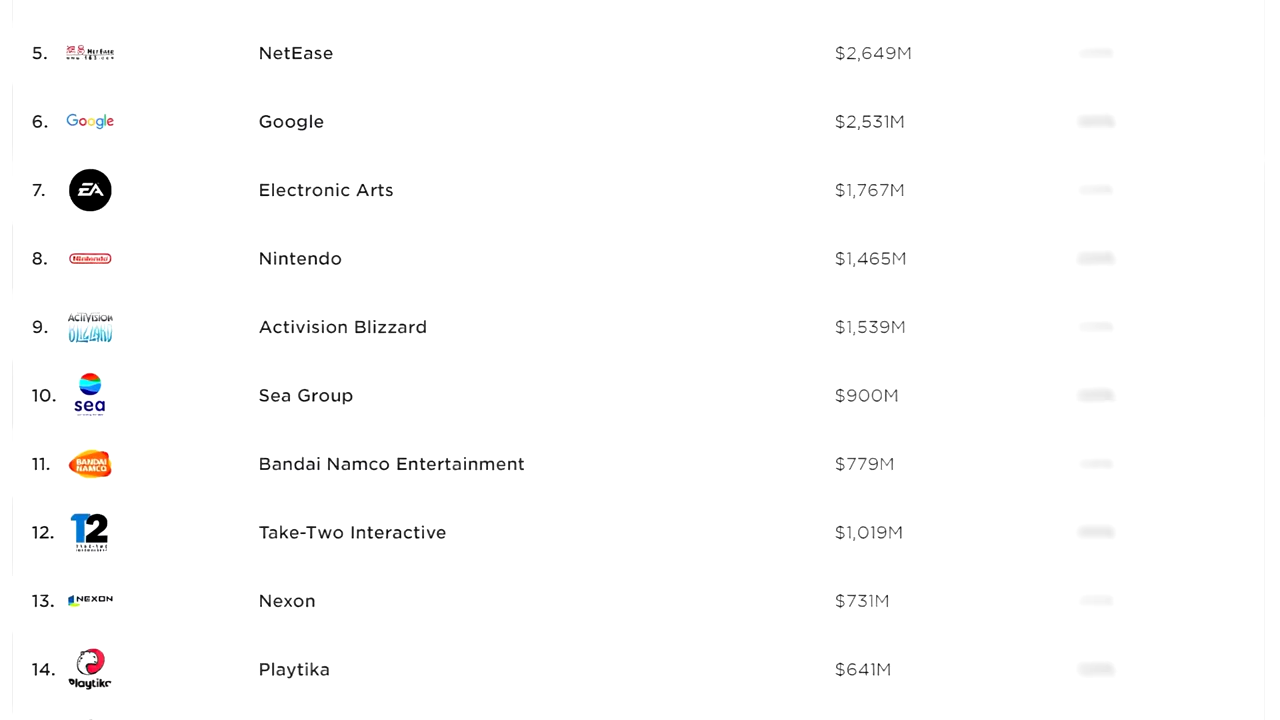 5. NetEase $2,649M
6. Google Google $2,531M
7. EA Electronic Arts $1,767M
8. Nintendo Nintendo $1,465M
9. ACTIVISION BLIZZARD Activision Blizzard $1,539M
10. sea Sea Group $900M
11. BANDAI NAMCO Bandai Namco Entertainment $779M
12. T2 Take-Two Interactive $1,019M
13. NEXON Nexon $731M
14. Playtika Playtika $641M